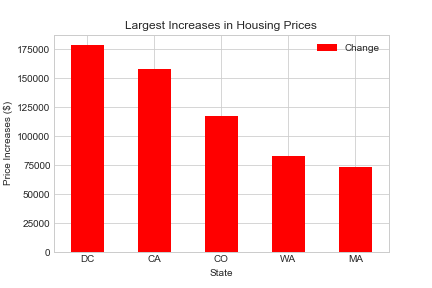 Largest Increases in Housing Prices
Change
Price Increases ($)
175000
150000
125000
100000
75000
50000
25000
0
DC CA CO WA MA
State